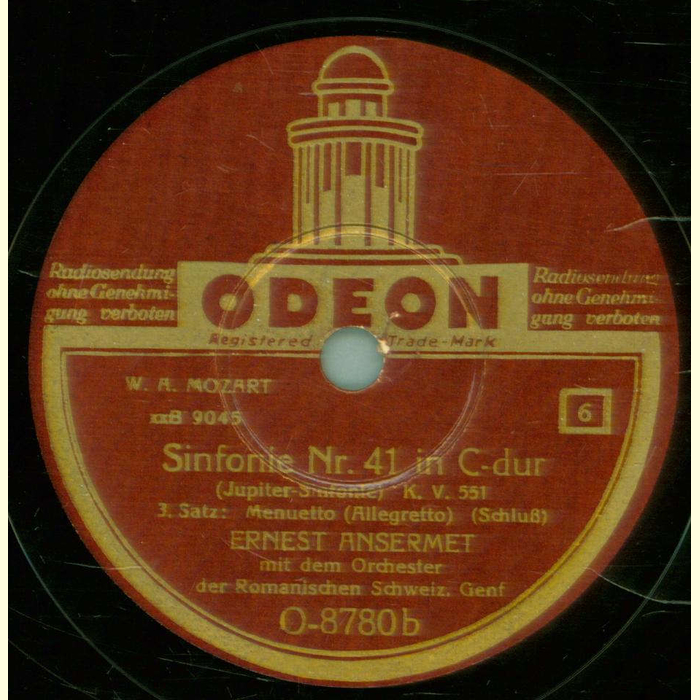 Radiosendung
ohne Genehmi-
gung verboten
ODEON
Registered Trade-Mark
Radiosendung
ohne Genehmi-
gung verboten
W. A. MOZART
xxB 9045
6
Sinfonie Nr. 41 in C-dur
(Jupiter-Sinfonie) K. V. 551
3. Satz: Menuetto (Allegretto) (Schluß)
ERNEST ANSERMET
mit dem Orchester
der Romanischen Schweiz, Genf
O-8780b